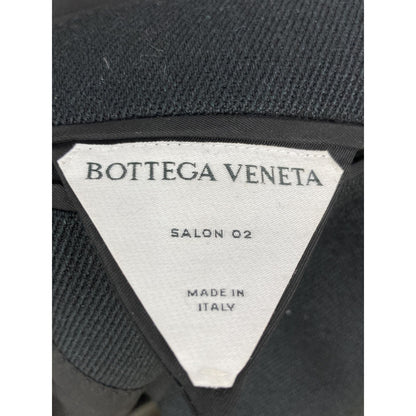 BOTTEGA VENETA
SALON 02
MADE IN
ITALY